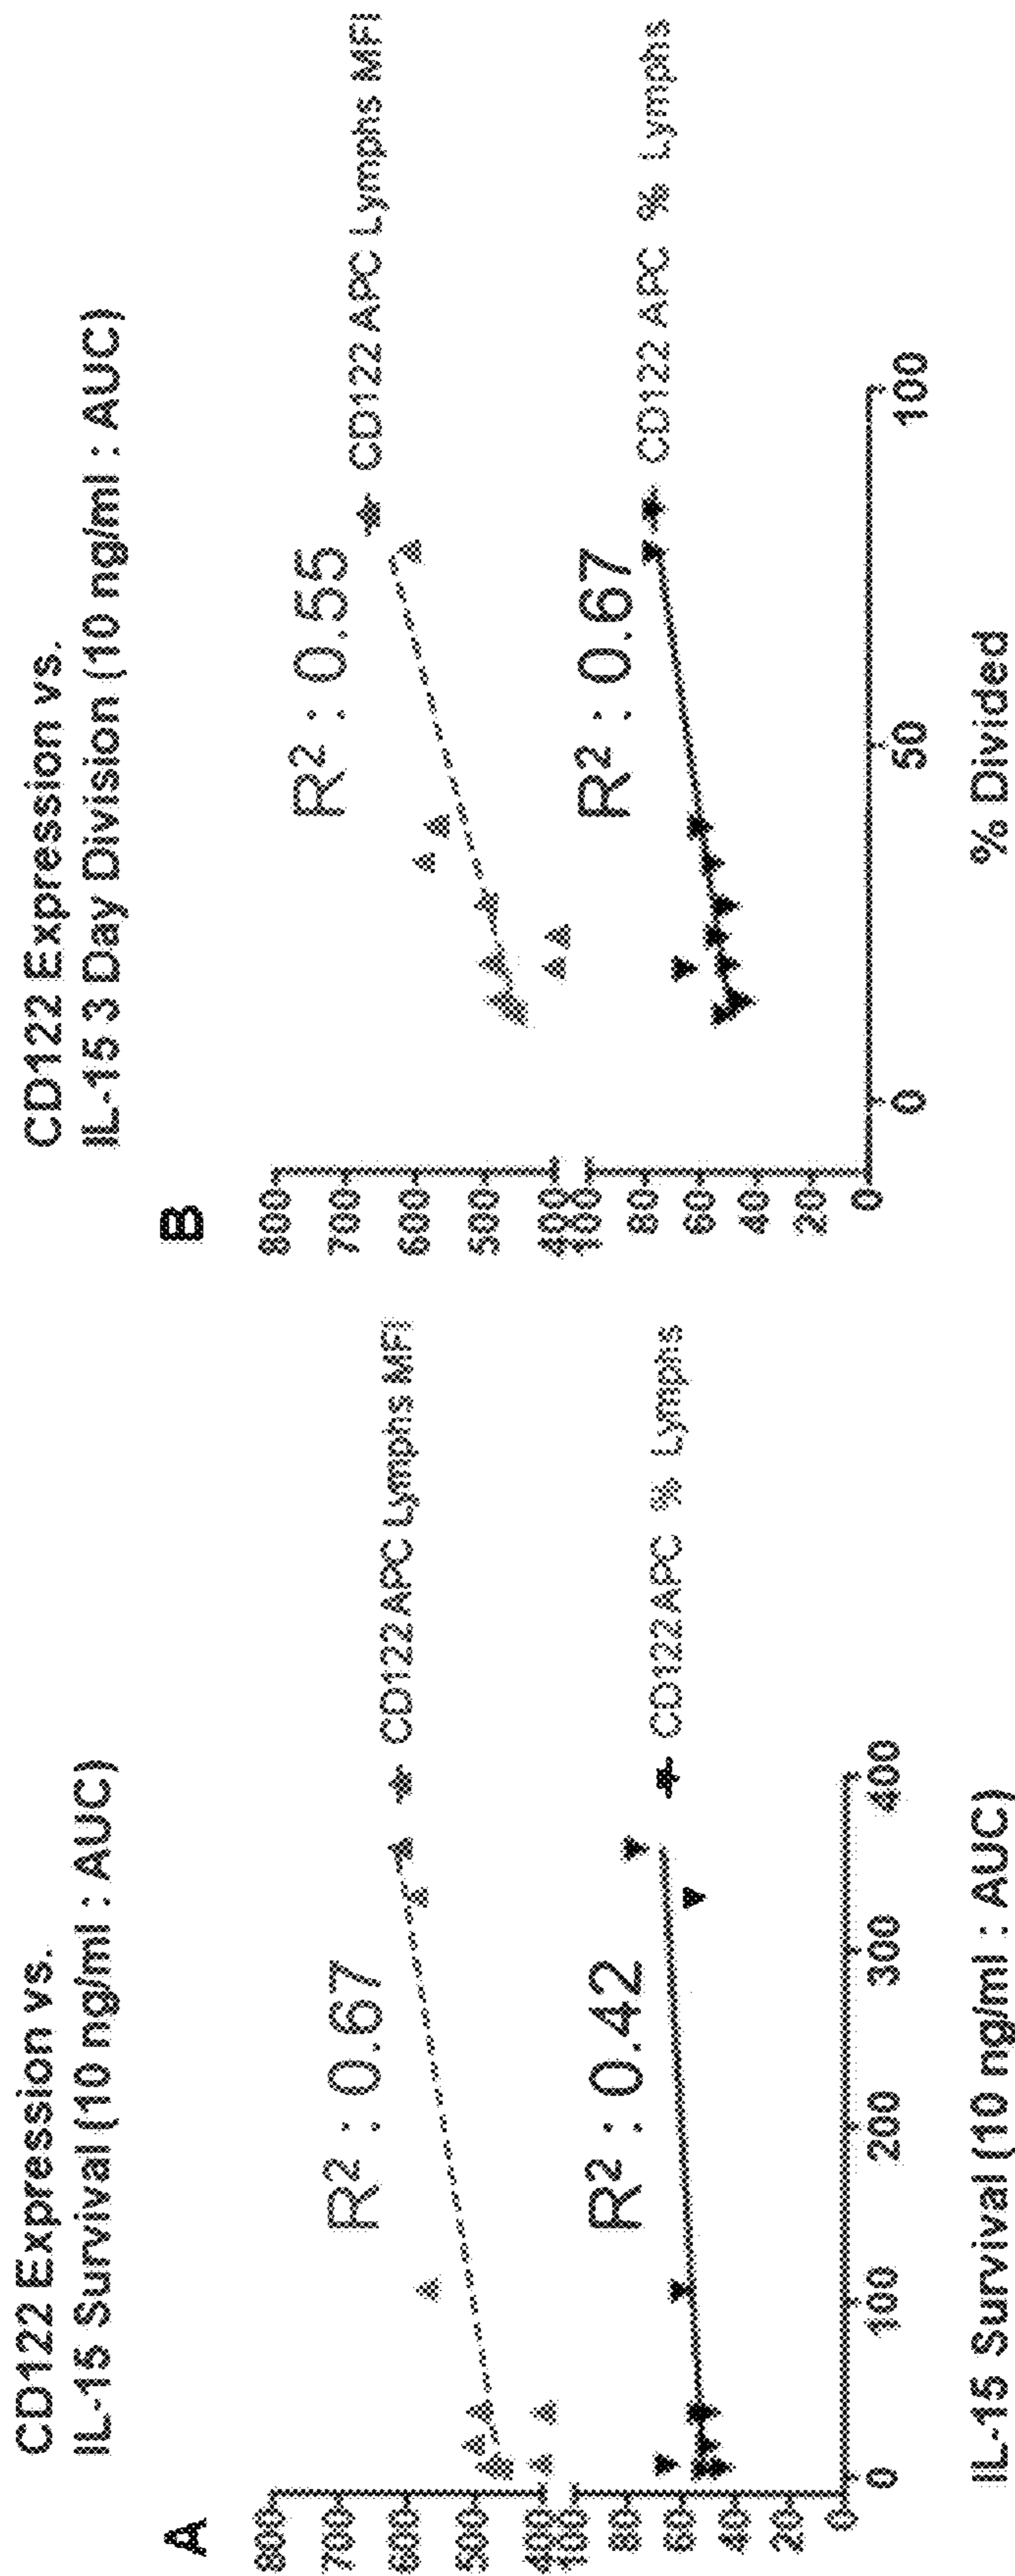 A
CD122 Expression vs.
IL-15 Survival (10 ng/ml : AUC)
800
700
600
500
400
100
80
60
40
20
0
R² : 0.67
CD122 APC Lymphs MFI
R² : 0.42
CD122 APC % Lymphs
0
100
200
300
400
IL-15 Survival (10 ng/ml : AUC)
B
CD122 Expression vs.
IL-15 3 Day Division (10 ng/ml : AUC)
800
700
600
500
400
100
80
60
40
20
0
R² : 0.55
CD122 APC Lymphs MFI
R² : 0.67
CD122 APC % Lymphs
0
50
100
% Divided